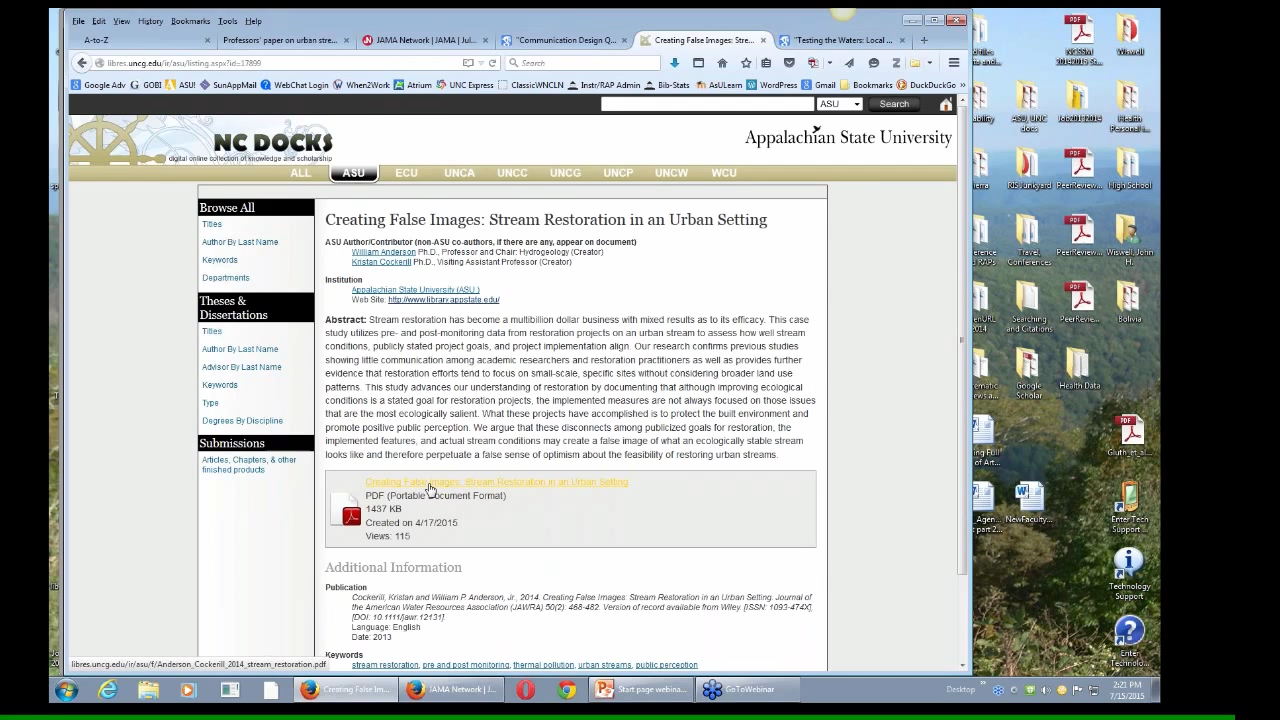 File Edit View History Bookmarks Tools Help
A-to-Z
Professors' paper on urban stre...
JAMA Network | JAMA | Jul...
"Communication Design Q...
Creating False Images: Stre...
"Testing the Waters: Local ...
libres.uncg.edu/ir/asu/listing.aspx?id=17899
Search
Google Adv GOBI ASU! SunAppMail WebChat Login When2Work Atrium UNC Express ClassicWNCLN Instr/RAP Admin Bib-Stats AsULearn WordPress Gmail Bookmarks DuckDuckGo »
ASU Search
NC DOCKS
digital online collection of knowledge and scholarship
Appalachian State University
ALL ASU ECU UNCA UNCC UNCG UNCP UNCW WCU
Browse All
Titles
Author By Last Name
Keywords
Departments
Theses &
Dissertations
Titles
Author By Last Name
Advisor By Last Name
Keywords
Type
Degrees By Discipline
Submissions
Articles, Chapters, & other
finished products
Creating False Images: Stream Restoration in an Urban Setting
ASU Author/Contributor (non-ASU co-authors, if there are any, appear on document)
William Anderson Ph.D., Professor and Chair: Hydrogeology (Creator)
Kristan Cockerill Ph.D., Visiting Assistant Professor (Creator)
Institution
Appalachian State University (ASU )
Web Site: http://www.library.appstate.edu/
Abstract: Stream restoration has become a multibillion dollar business with mixed results as to its efficacy. This case
study utilizes pre- and post-monitoring data from restoration projects on an urban stream to assess how well stream
conditions, publicly stated project goals, and project implementation align. Our research confirms previous studies
showing little communication among academic researchers and restoration practitioners as well as provides further
evidence that restoration efforts tend to focus on small-scale, specific sites without considering broader land use
patterns. This study advances our understanding of restoration by documenting that although improving ecological
conditions is a stated goal for restoration projects, the implemented measures are not always focused on those issues
that are the most ecologically salient. What these projects have accomplished is to protect the built environment and
promote positive public perception. We argue that these disconnects among publicized goals for restoration, the
implemented features, and actual stream conditions may create a false image of what an ecologically stable stream
looks like and therefore perpetuate a false sense of optimism about the feasibility of restoring urban streams.
Creating False Images: Stream Restoration in an Urban Setting
PDF (Portable Document Format)
1437 KB
Created on 4/17/2015
Views: 115
Additional Information
Publication
Cockerill, Kristan and William P. Anderson, Jr., 2014. Creating False Images: Stream Restoration in an Urban Setting. Journal of
the American Water Resources Association (JAWRA) 50(2): 468-482. Version of record available from Wiley. [ISSN: 1093-474X],
[DOI: 10.1111/jawr.12131].
Language: English
Date: 2013
Keywords
stream restoration, pre and post monitoring, thermal pollution, urban streams, public perception
libres.uncg.edu/ir/asu/f/Anderson_Cockerill_2014_stream_restoration.pdf
NCSSM
Wiswell
ASU, UNC
docs
Job20132014
Health
Personal i...
RISJunkyard
PeerReview...
High School
Travel,
Conferences
PeerReview...
Wiswell, John
H.
Searching
and Citations
PeerRevie...
Bolivia
Google
Scholar
Health Data
Gluth_et_al...
NewFaculty...
Enter Tech
Support ...
Technology
Support
Enter
Technolo...
Creating False Im...
JAMA Network | J...
Start page webina...
GoToWebinar
Desktop
2:21 PM
7/15/2015